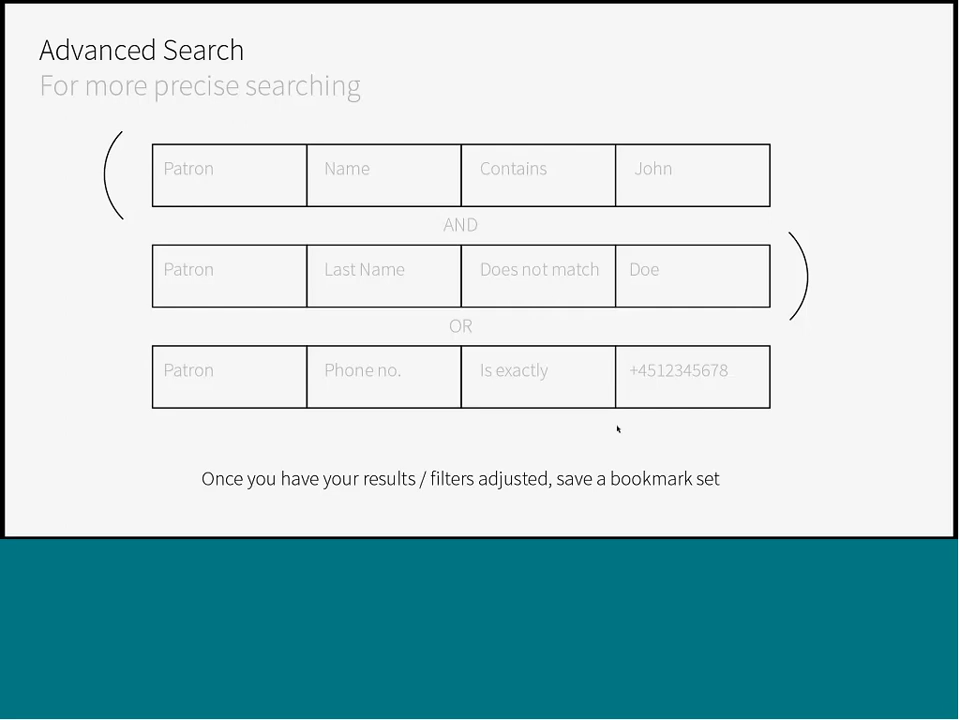 Advanced Search
For more precise searching
Patron Name Contains John
AND
Patron Last Name Does not match Doe
OR
Patron Phone no. Is exactly +4512345678
Once you have your results / filters adjusted, save a bookmark set